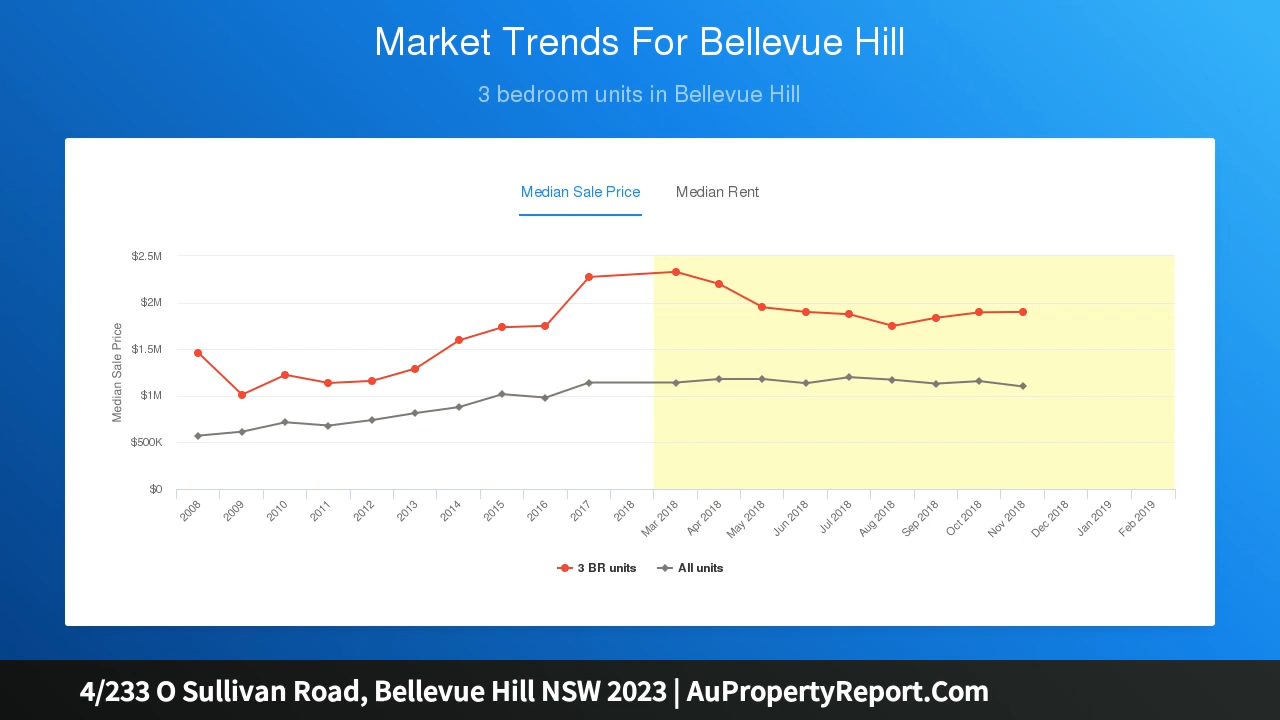 Market Trends For Bellevue Hill
3 bedroom units in Bellevue Hill
Median Sale Price
Median Rent
Median Sale Price
$2.5M
$2M
$1.5M
$1M
$500K
$0
2008
2009
2010
2011
2012
2013
2014
2015
2016
2017
2018
Mar 2018
Apr 2018
May 2018
Jun 2018
Jul 2018
Aug 2018
Sep 2018
Oct 2018
Nov 2018
Dec 2018
Jan 2019
Feb 2019
3 BR units
All units
4/233 O Sullivan Road, Bellevue Hill NSW 2023 | AuPropertyReport.Com